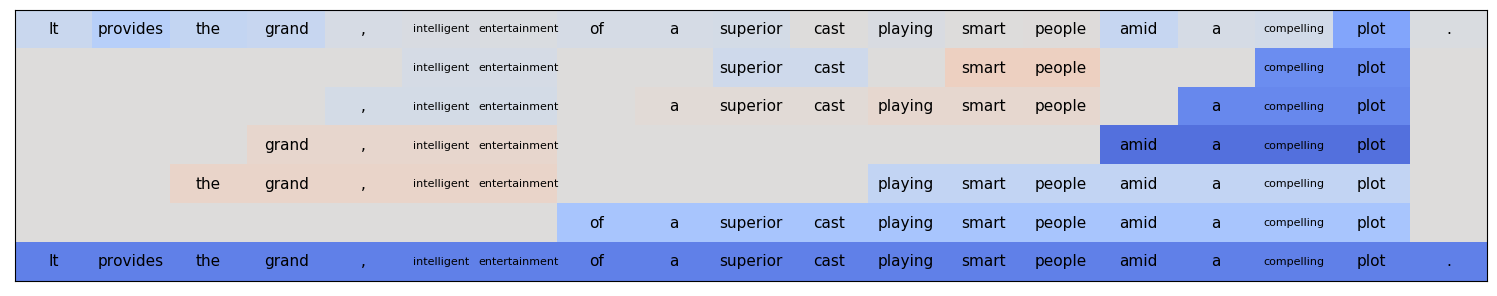 It provides the grand , intelligent entertainment of a superior cast playing smart people amid a compelling plot .
intelligent entertainment superior cast smart people compelling plot
, intelligent entertainment a superior cast playing smart people a compelling plot
grand , intelligent entertainment amid a compelling plot
the grand , intelligent entertainment playing smart people amid a compelling plot
of a superior cast playing smart people amid a compelling plot
It provides the grand , intelligent entertainment of a superior cast playing smart people amid a compelling plot .